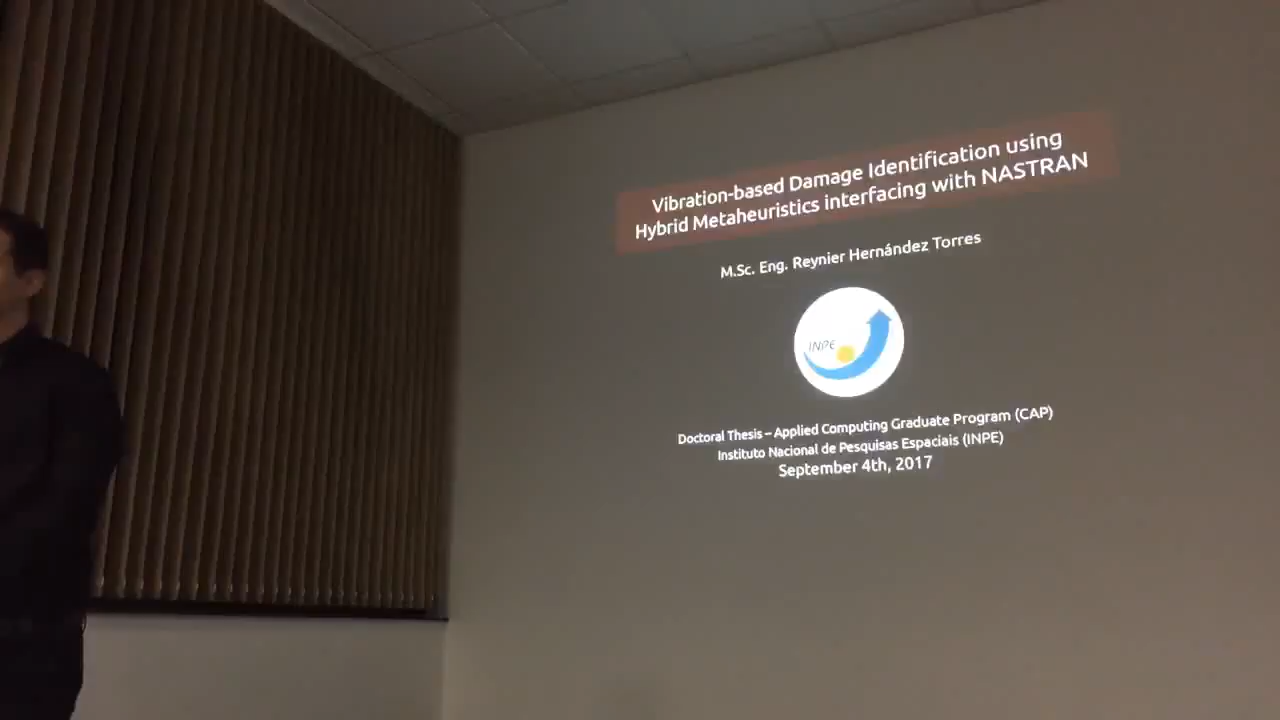 Vibration-based Damage Identification using
Hybrid Metaheuristics interfacing with NASTRAN
M.Sc. Eng. Reynier Hernández Torres
INPE
Doctoral Thesis – Applied Computing Graduate Program (CAP)
Instituto Nacional de Pesquisas Espaciais (INPE)
September 4th, 2017